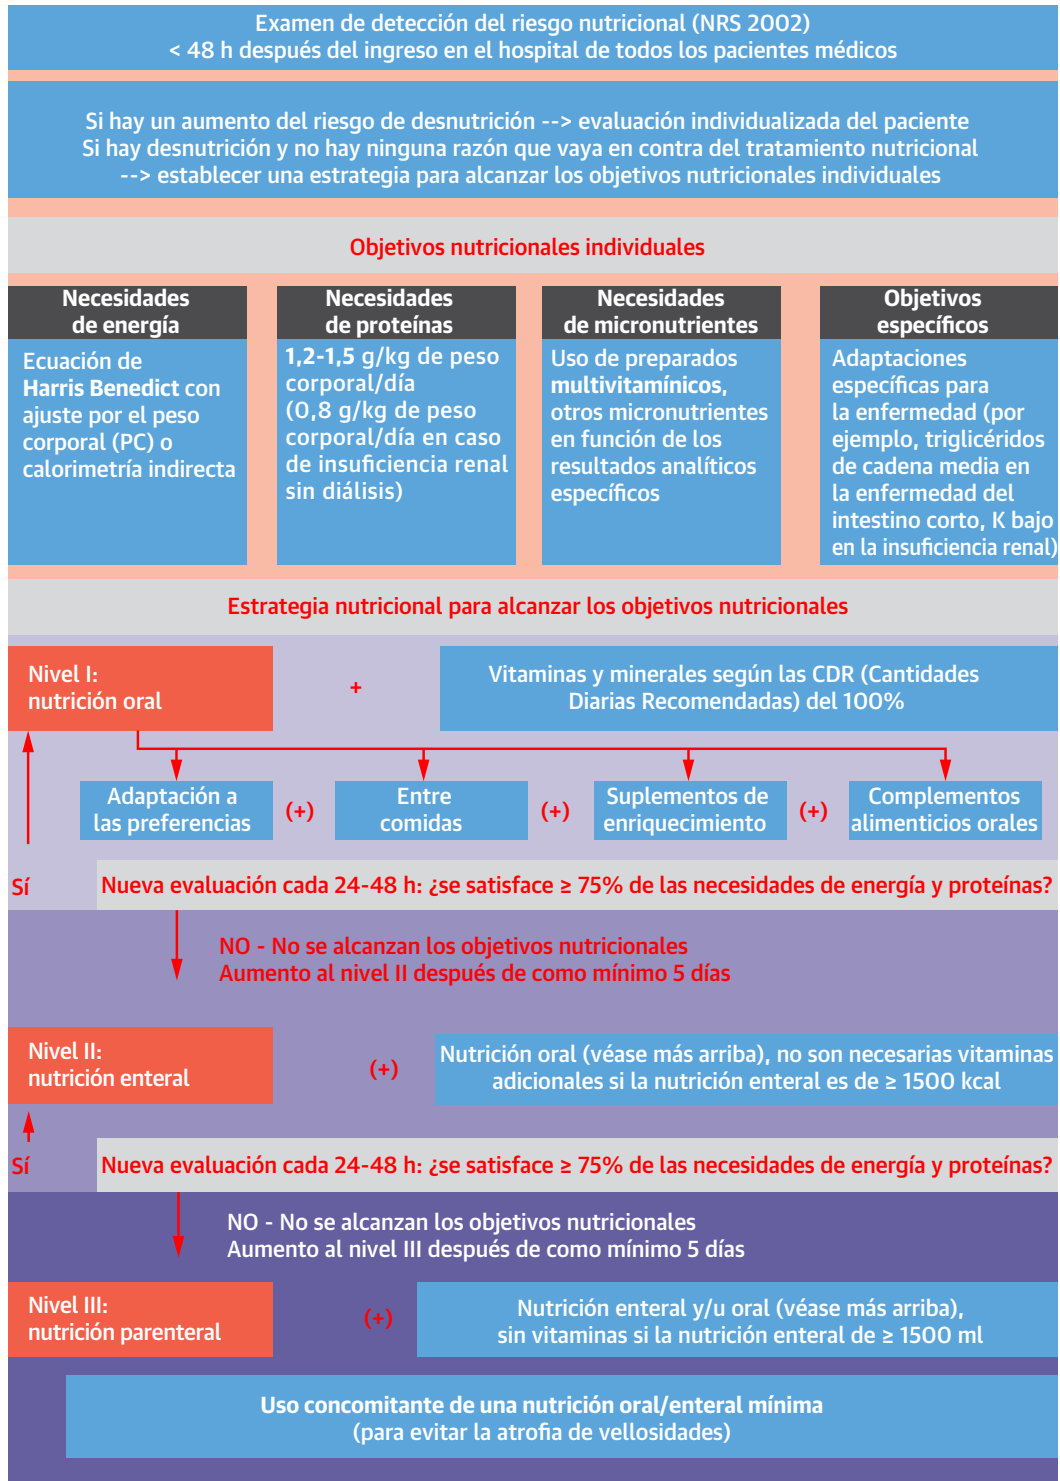 Examen de detección del riesgo nutricional (NRS 2002)
< 48 h después del ingreso en el hospital de todos los pacientes médicos
Si hay un aumento del riesgo de desnutrición --> evaluación individualizada del paciente
Si hay desnutrición y no hay ninguna razón que vaya en contra del tratamiento nutricional
--> establecer una estrategia para alcanzar los objetivos nutricionales individuales
Objetivos nutricionales individuales
Necesidades
de energía
Ecuación de
Harris Benedict con
ajuste por el peso
corporal (PC) o
calorimetría indirecta
Necesidades
de proteínas
1,2-1,5 g/kg de peso
corporal/día
(0,8 g/kg de peso
corporal/día en caso
de insuficiencia renal
sin diálisis)
Necesidades
de micronutrientes
Uso de preparados
multivitamínicos,
otros micronutrientes
en función de los
resultados analíticos
específicos
Objetivos
específicos
Adaptaciones
específicas para
la enfermedad (por
ejemplo, triglicéridos
de cadena media en
la enfermedad del
intestino corto, K bajo
en la insuficiencia renal)
Estrategia nutricional para alcanzar los objetivos nutricionales
Nivel I:
nutrición oral
+
Vitaminas y minerales según las CDR (Cantidades
Diarias Recomendadas) del 100%
Adaptación a
las preferencias
(+)
Entre
comidas
(+)
Suplementos de
enriquecimiento
(+)
Complementos
alimenticios orales
Sí
Nueva evaluación cada 24-48 h: ¿se satisface ≥ 75% de las necesidades de energía y proteínas?
NO - No se alcanzan los objetivos nutricionales
Aumento al nivel II después de como mínimo 5 días
Nivel II:
nutrición enteral
(+)
Nutrición oral (véase más arriba), no son necesarias vitaminas
adicionales si la nutrición enteral es de ≥ 1500 kcal
Sí
Nueva evaluación cada 24-48 h: ¿se satisface ≥ 75% de las necesidades de energía y proteínas?
NO - No se alcanzan los objetivos nutricionales
Aumento al nivel III después de como mínimo 5 días
Nivel III:
nutrición parenteral
(+)
Nutrición enteral y/u oral (véase más arriba),
sin vitaminas si la nutrición enteral de ≥ 1500 ml
Uso concomitante de una nutrición oral/enteral mínima
(para evitar la atrofia de vellosidades)